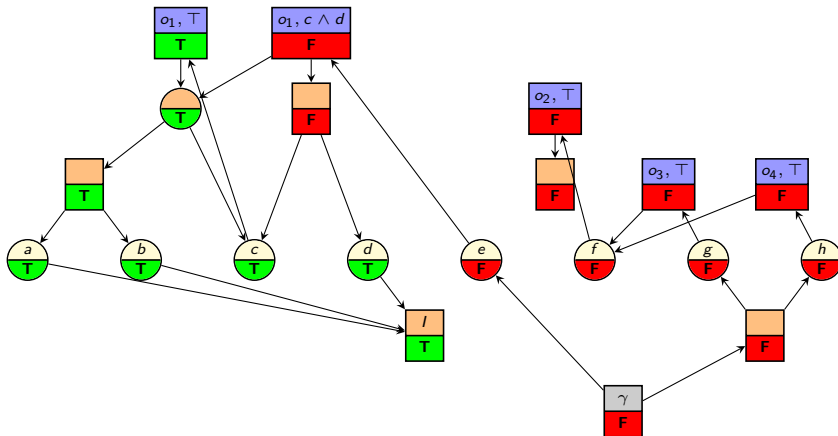 o₁, ⊤
T
o₁, c ∧ d
F
T
F
o₂, ⊤
F
T
F
o₃, ⊤
F
o₄, ⊤
F
a
T
b
T
c
T
d
T
e
F
f
F
g
F
h
F
I
T
F
γ
F